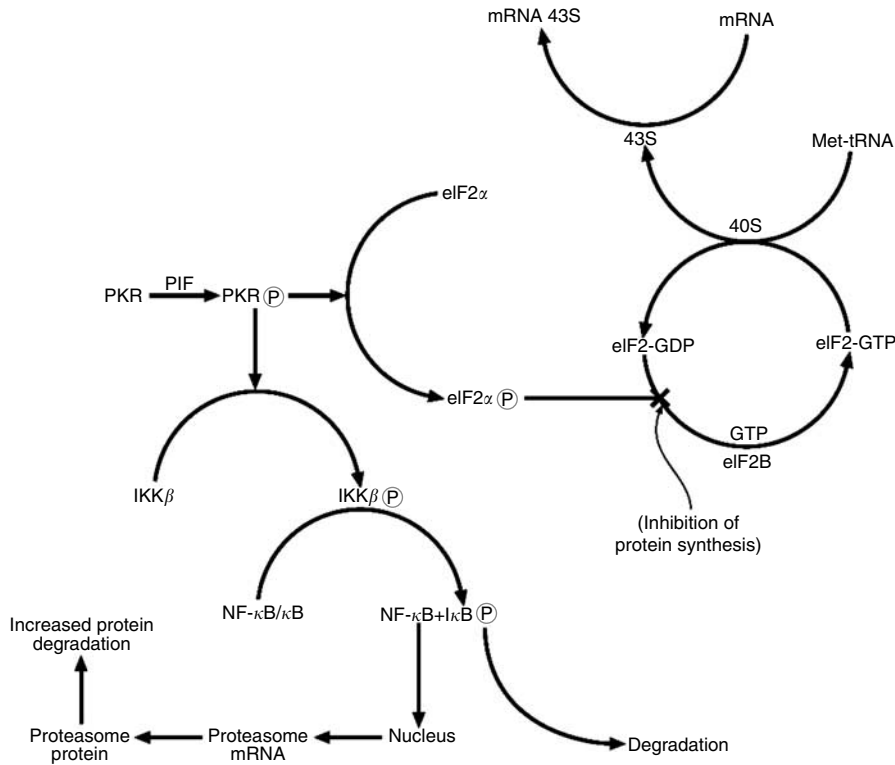 mRNA 43S
mRNA
43S
Met-tRNA
eIF2α
40S
PIF
PKR
PKR Ⓟ
eIF2-GDP
eIF2-GTP
eIF2α Ⓟ
GTP
eIF2B
IKKβ
IKKβ Ⓟ
(Inhibition of
protein synthesis)
NF-κB/κB
NF-κB+IκB Ⓟ
Increased protein
degradation
Proteasome
protein
Proteasome
mRNA
Nucleus
Degradation